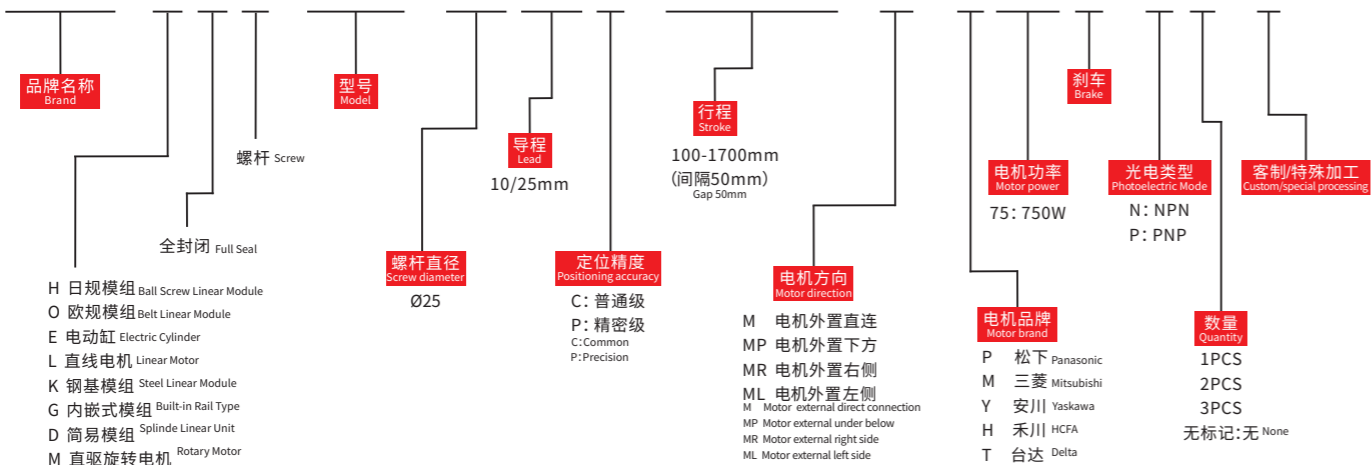 品牌名称
Brand
型号
Model
刹车
Brake
行程
Stroke
100-1700mm
（间隔50mm）
Gap 50mm
导程
Lead
10/25mm
螺杆 Screw
电机功率
Motor power
75：750W
光电类型
Photoelectric Mode
N：NPN
P：PNP
客制/特殊加工
Custom/special processing
全封闭 Full Seal
螺杆直径
Screw diameter
Ø25
定位精度
Positioning accuracy
C：普通级
P：精密级
C:Common
P:Precision
电机方向
Motor direction
M 电机外置直连
MP 电机外置下方
MR 电机外置右侧
ML 电机外置左侧
M Motor external direct connection
MP Motor external under below
MR Motor external right side
ML Motor external left side
H 日规模组 Ball Screw Linear Module
O 欧规模组 Belt Linear Module
E 电动缸 Electric Cylinder
L 直线电机 Linear Motor
K 钢基模组 Steel Linear Module
G 内嵌式模组 Built-in Rail Type
D 简易模组 Splinde Linear Unit
M 直驱旋转电机 Rotary Motor
电机品牌
Motor brand
P 松下 Panasonic
M 三菱 Mitsubishi
Y 安川 Yaskawa
H 禾川 HCFA
T 台达 Delta
数量
Quantity
1PCS
2PCS
3PCS
无标记：无 None